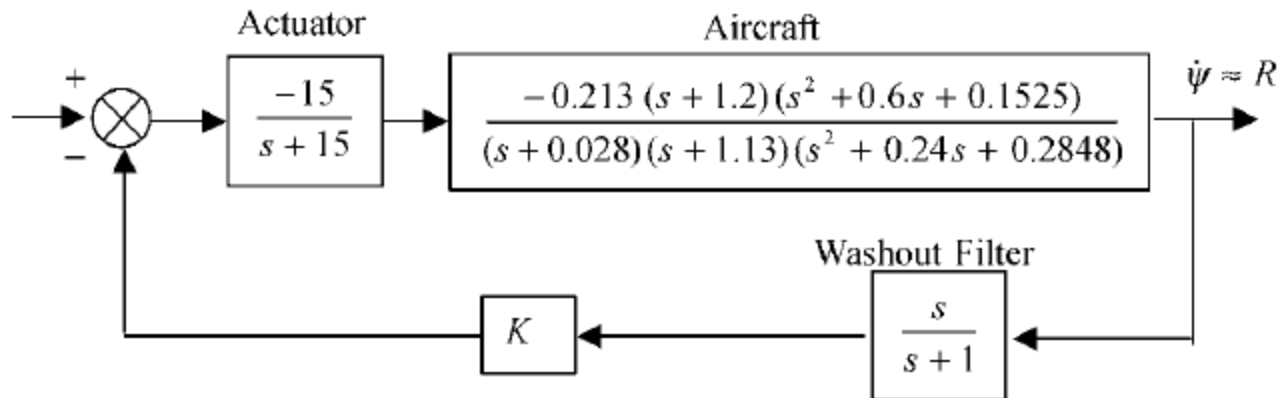 Actuator
Aircraft
+
−
−15
s + 15
−0.213 (s + 1.2)(s² + 0.6s + 0.1525)
(s + 0.028)(s + 1.13)(s² + 0.24s + 0.2848)
ψ̇ ≈ R
Washout Filter
K
s
s + 1